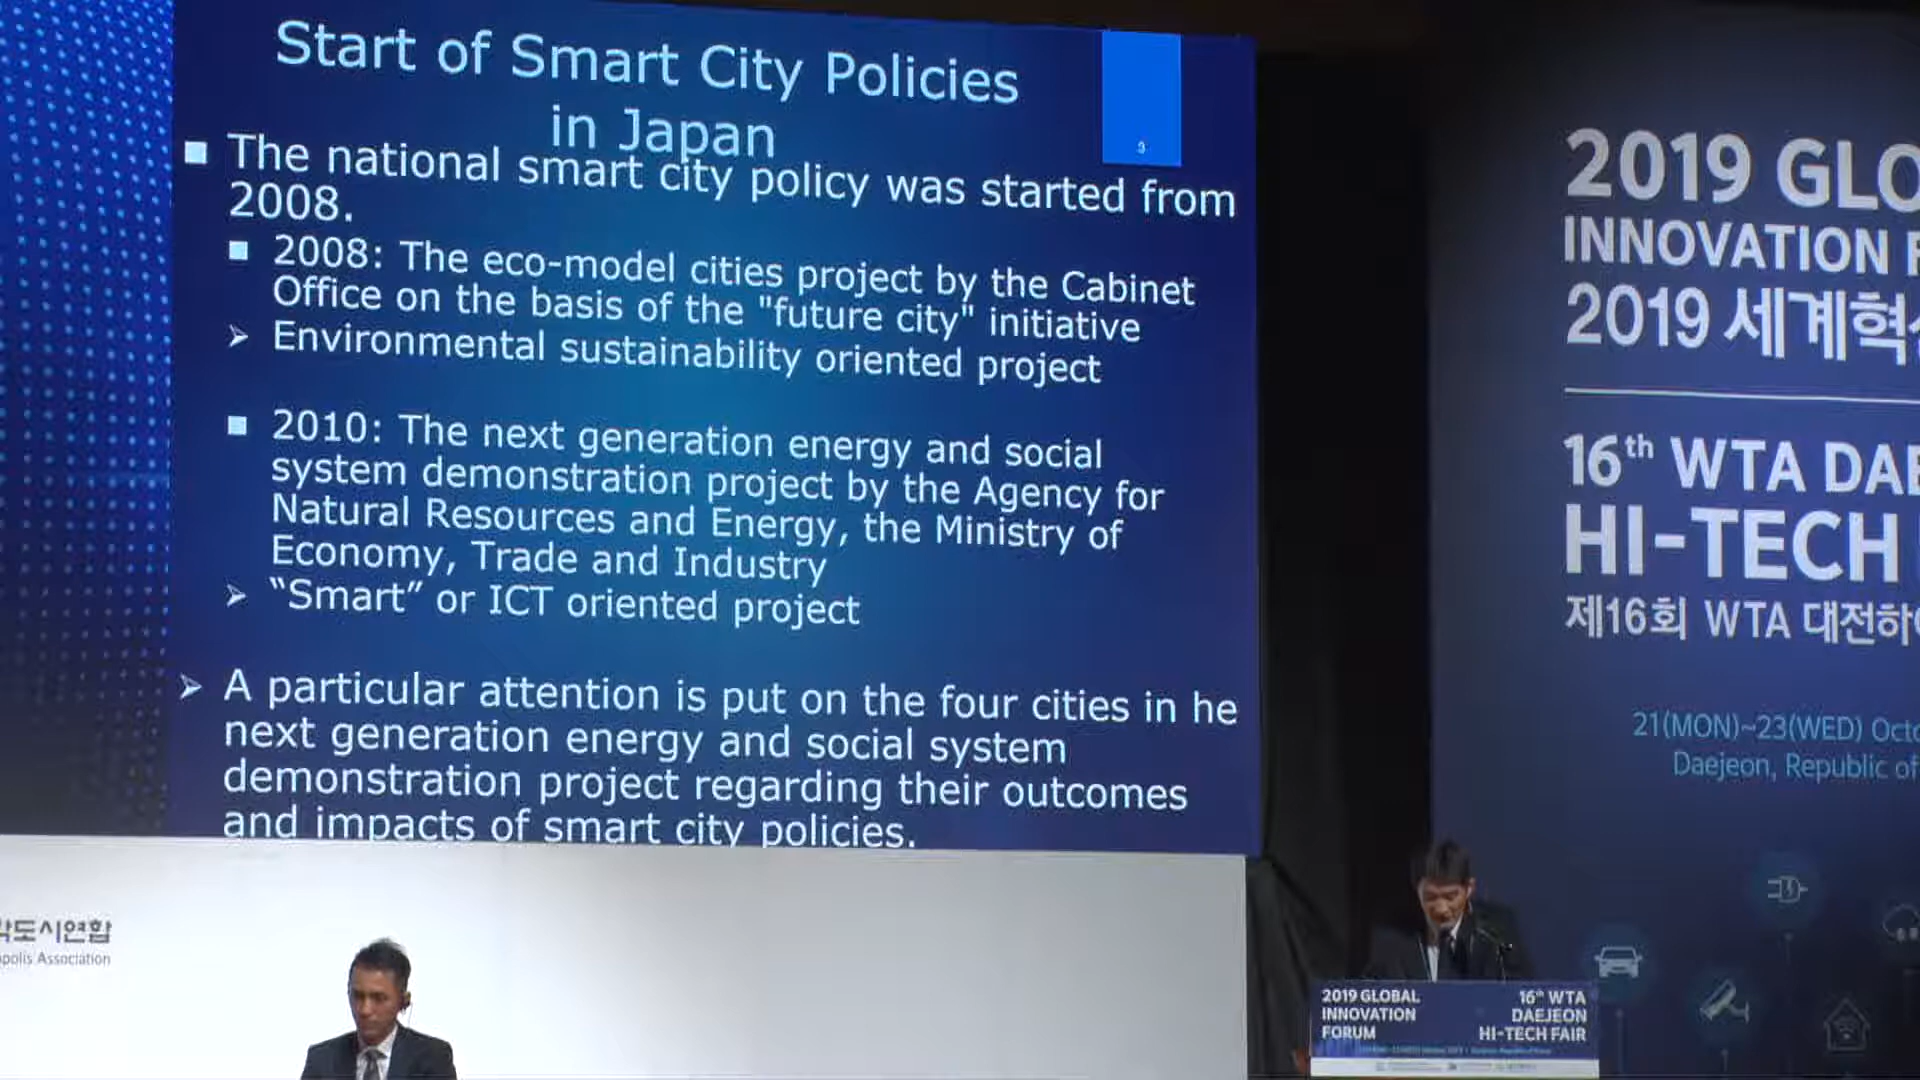 Start of Smart City Policies
in Japan
3
■ The national smart city policy was started from
2008.
■ 2008: The eco-model cities project by the Cabinet
Office on the basis of the "future city" initiative
➢ Environmental sustainability oriented project
■ 2010: The next generation energy and social
system demonstration project by the Agency for
Natural Resources and Energy, the Ministry of
Economy, Trade and Industry
➢ “Smart” or ICT oriented project
➢ A particular attention is put on the four cities in he
next generation energy and social system
demonstration project regarding their outcomes
and impacts of smart city policies.
2019 GLO
INNOVATION F
2019 세계혁
16th WTA DAE
HI-TECH
제16회 WTA 대전하
21(MON)~23(WED) Octo
Daejeon, Republic of
각도시연합
polis Association
2019 GLOBAL
INNOVATION
FORUM
16th WTA
DAEJEON
HI-TECH FAIR